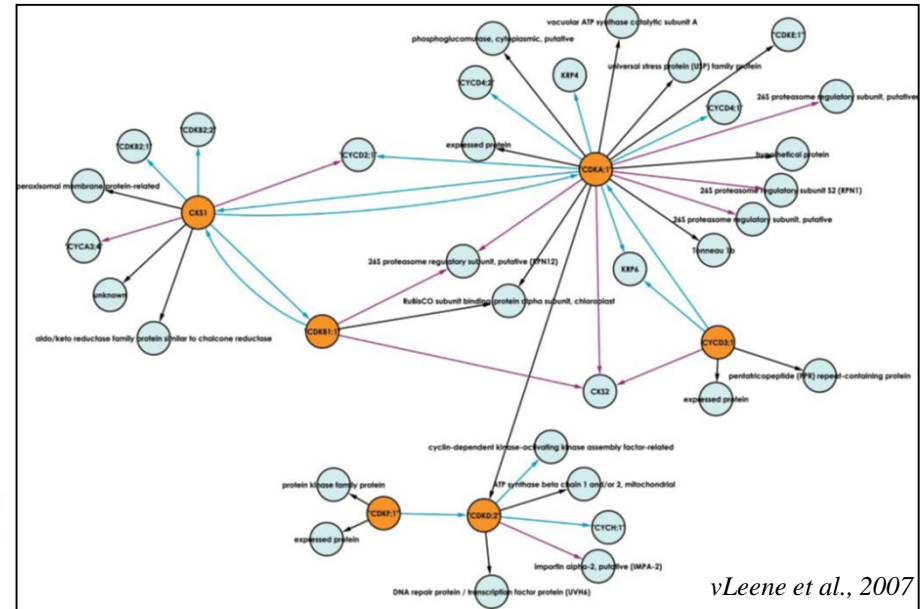 vacuolar ATP synthase catalytic subunit A
phosphoglucomutase, cytoplasmic, putative
"CDKE;1"
universal stress protein (USP) family protein
"CYCD4;2"
KRP4
26S proteasome regulatory subunit, putative
"CYCD4;1"
"CDKB2;2"
"CDKB2;1"
expressed protein
"CYCD2;1"
hypothetical protein
"CDKA;1"
peroxisomal membrane protein-related
26S proteasome regulatory subunit S2 (RPN1)
CKS1
26S proteasome regulatory subunit, putative
"CYCA3;4"
Tonneau 1b
26S proteasome regulatory subunit, putative (RPN12)
KRP6
unknown
RuBisCO subunit binding protein alpha subunit, chloroplast
aldo/keto reductase family protein similar to chalcone reductase
"CDKB1;1"
CYCD3;1
pentatricopeptide (PPR) repeat-containing protein
CKS2
expressed protein
cyclin-dependent kinase-activating kinase assembly factor-related
protein kinase family protein
ATP synthase beta chain 1 and/or 2, mitochondrial
"CDKF;1"
"CDKD;2"
"CYCH;1"
expressed protein
importin alpha-2, putative (IMPA-2)
DNA repair protein / transcription factor protein (UVH6)
vLeene et al., 2007